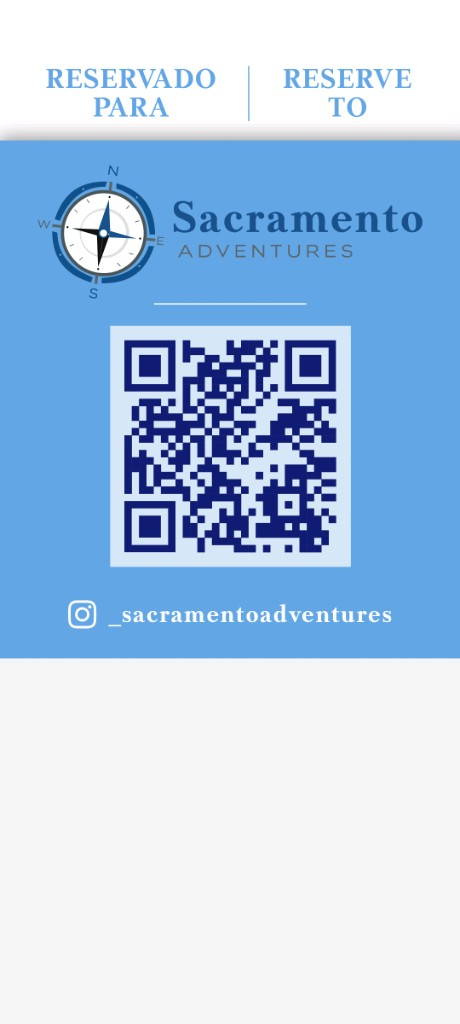 RESERVADO
PARA
RESERVE
TO
N
W
E
S
Sacramento
ADVENTURES
_sacramentoadventures